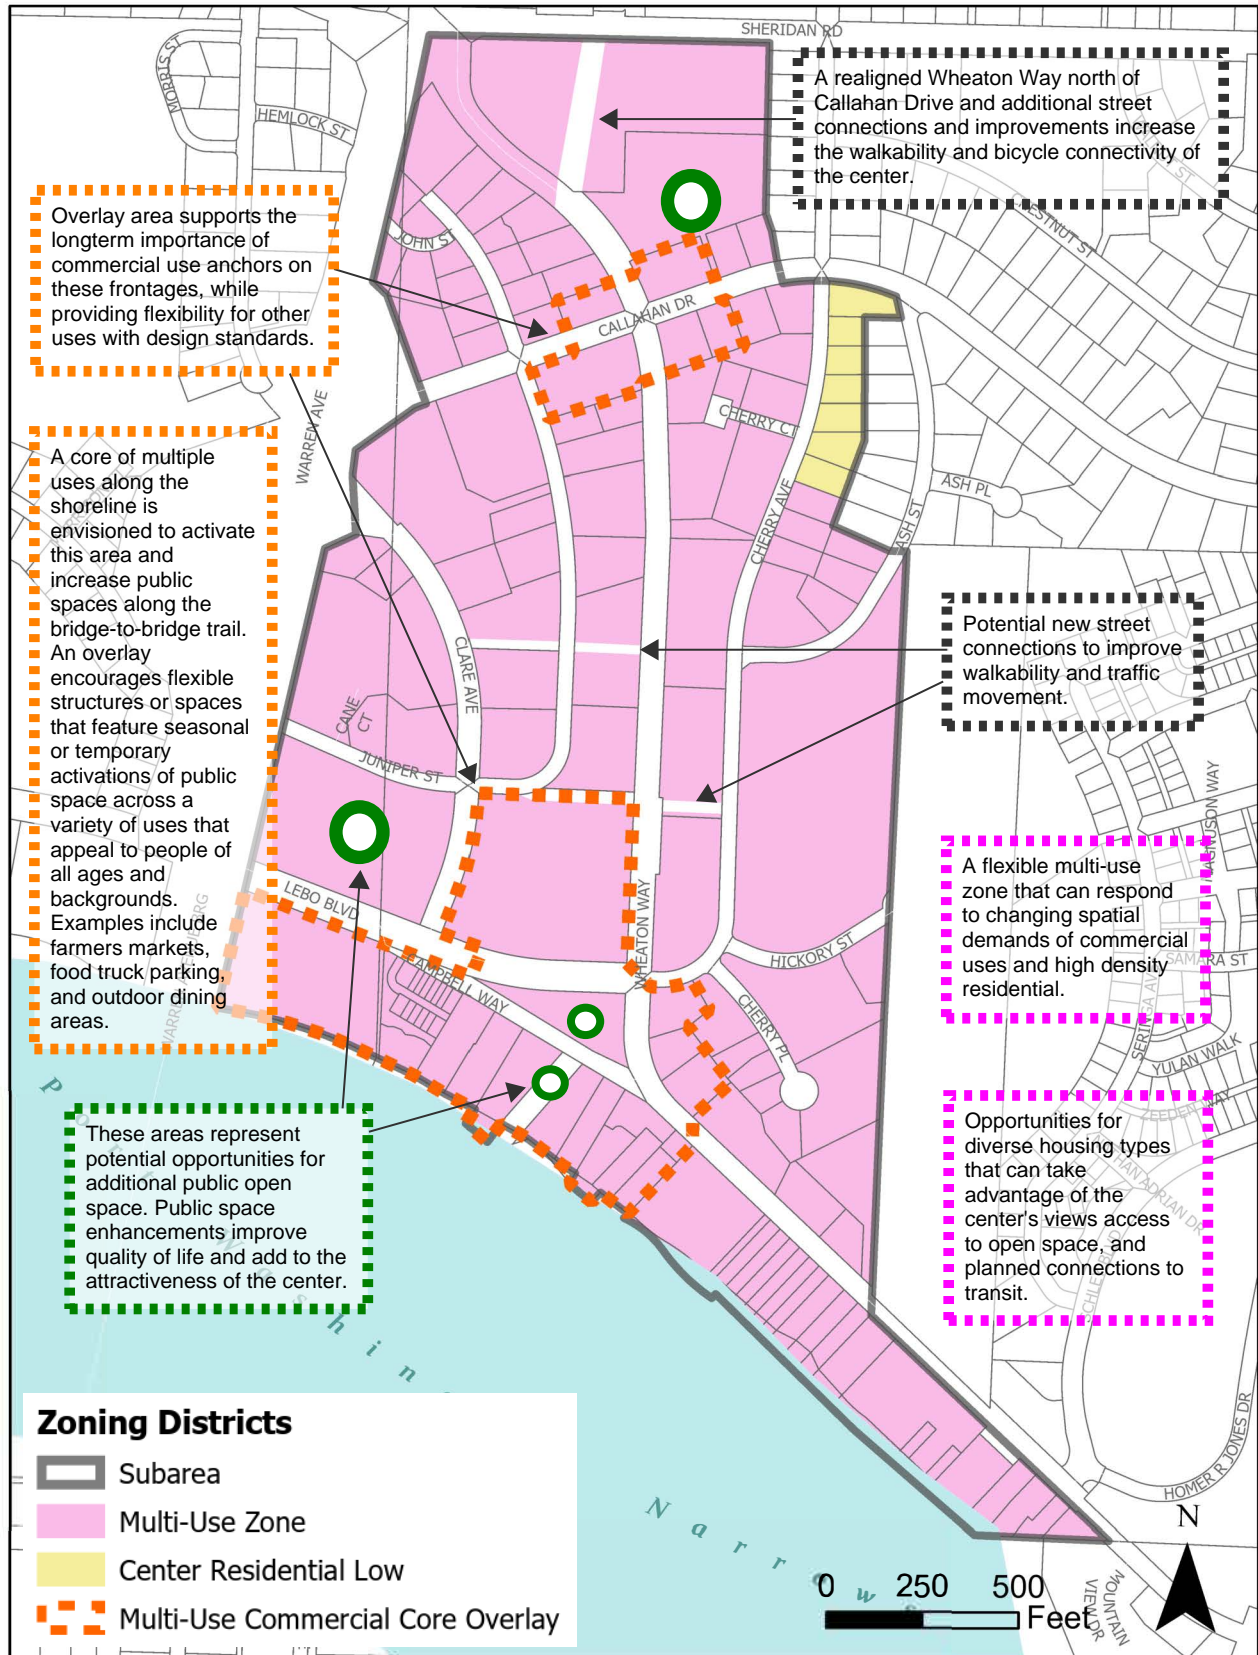 SHERIDAN RD
A realigned Wheaton Way north of
Callahan Drive and additional street
connections and improvements increase
the walkability and bicycle connectivity of
the center.
MORRIS ST
HEMLOCK ST
CHESTNUT ST
Overlay area supports the
longterm importance of
commercial use anchors on
these frontages, while
providing flexibility for other
uses with design standards.
JOHN ST
CALLAHAN DR
WARREN AVE
CHERRY CT
A core of multiple
uses along the
shoreline is
envisioned to activate
this area and
increase public
spaces along the
bridge-to-bridge trail.
An overlay
encourages flexible
structures or spaces
that feature seasonal
or temporary
activations of public
space across a
variety of uses that
appeal to people of
all ages and
backgrounds.
Examples include
farmers markets,
food truck parking,
and outdoor dining
areas.
CHERRY AVE
ASH ST
ASH PL
Potential new street
connections to improve
walkability and traffic
movement.
CLARE AVE
CANE
CT
JUNIPER ST
MAGNUSON WAY
A flexible multi-use
zone that can respond
to changing spatial
demands of commercial
uses and high density
residential.
LEBO BLVD
CAMPBELL WAY
WHEATON WAY
HICKORY ST
CHERRY PL
SAMARA ST
SERINGA AVE
YULAN WALK
ZEEDEN WAY
Opportunities for
diverse housing types
that can take
advantage of the
center's views access
to open space, and
planned connections to
transit.
NATHAN ADRIAN DR
SCHLEY BLVD
These areas represent
potential opportunities for
additional public open
space. Public space
enhancements improve
quality of life and add to the
attractiveness of the center.
Narrows
HOMER R JONES DR
MOUNTAIN
VIEW DR
N
Zoning Districts
Subarea
Multi-Use Zone
Center Residential Low
Multi-Use Commercial Core Overlay
0 250 500
Feet